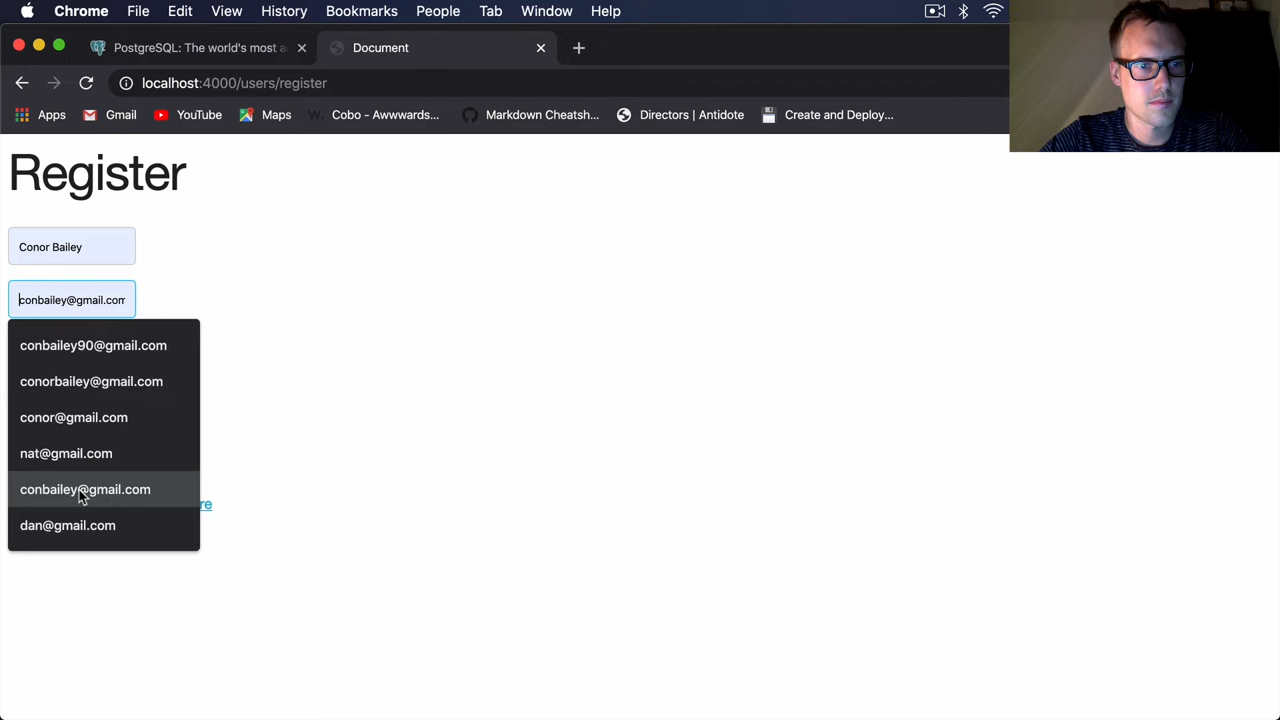 Chrome File Edit View History Bookmarks People Tab Window Help
PostgreSQL: The world's most a
Document
localhost:4000/users/register
Apps Gmail YouTube Maps Cobo - Awwwards... Markdown Cheatsh... Directors | Antidote Create and Deploy...
Register
Conor Bailey
conbailey@gmail.com
conbailey90@gmail.com
conorbailey@gmail.com
conor@gmail.com
nat@gmail.com
conbailey@gmail.com
re
dan@gmail.com